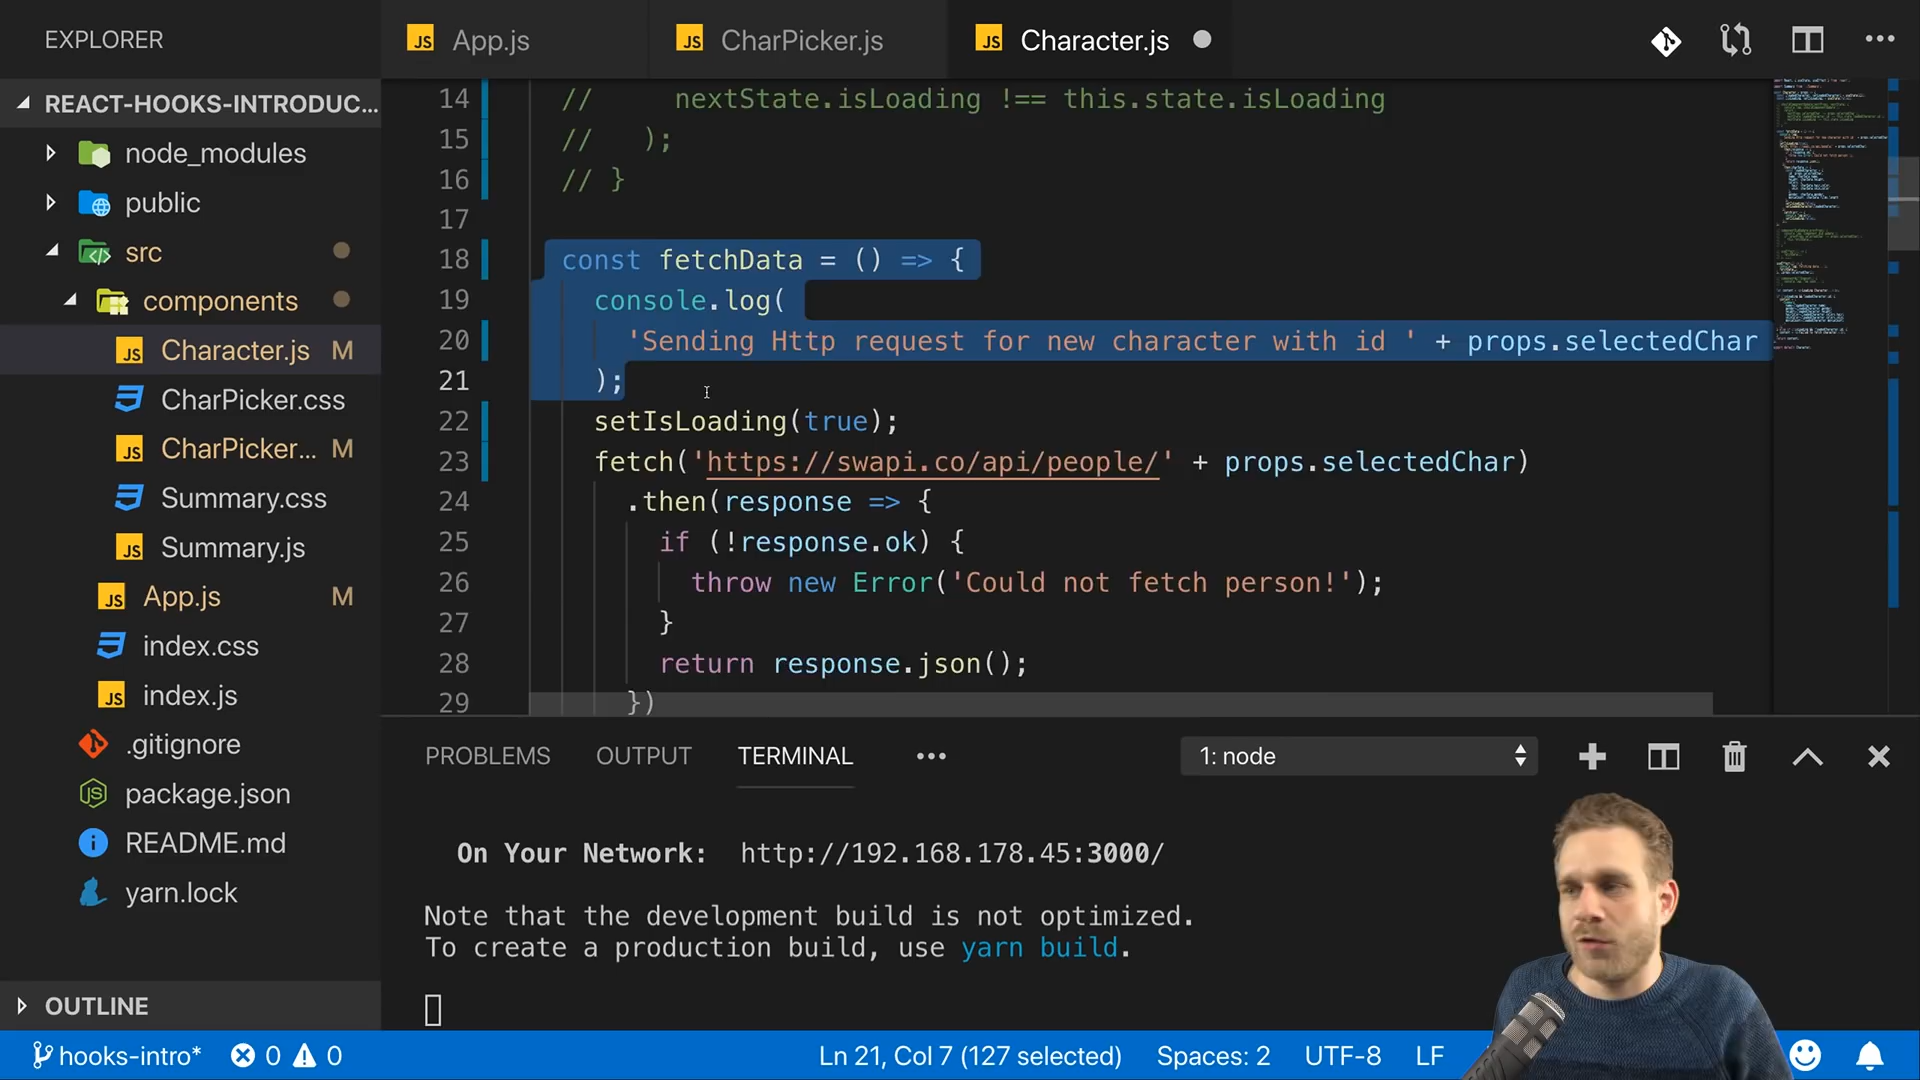 EXPLORER
App.js
CharPicker.js
Character.js
REACT-HOOKS-INTRODUC...
node_modules
public
src
components
Character.js M
CharPicker.css
CharPicker... M
Summary.css
Summary.js
App.js M
index.css
index.js
.gitignore
package.json
README.md
yarn.lock
OUTLINE
14 // nextState.isLoading !== this.state.isLoading
15 // );
16 // }
17
18 const fetchData = () => {
19 console.log(
20 'Sending Http request for new character with id ' + props.selectedChar
21 );
22 setIsLoading(true);
23 fetch('https://swapi.co/api/people/' + props.selectedChar)
24 .then(response => {
25 if (!response.ok) {
26 throw new Error('Could not fetch person!');
27 }
28 return response.json();
29 })
PROBLEMS OUTPUT TERMINAL ••• 1: node
On Your Network: http://192.168.178.45:3000/
Note that the development build is not optimized.
To create a production build, use yarn build.
hooks-intro* 0 0 Ln 21, Col 7 (127 selected) Spaces: 2 UTF-8 LF